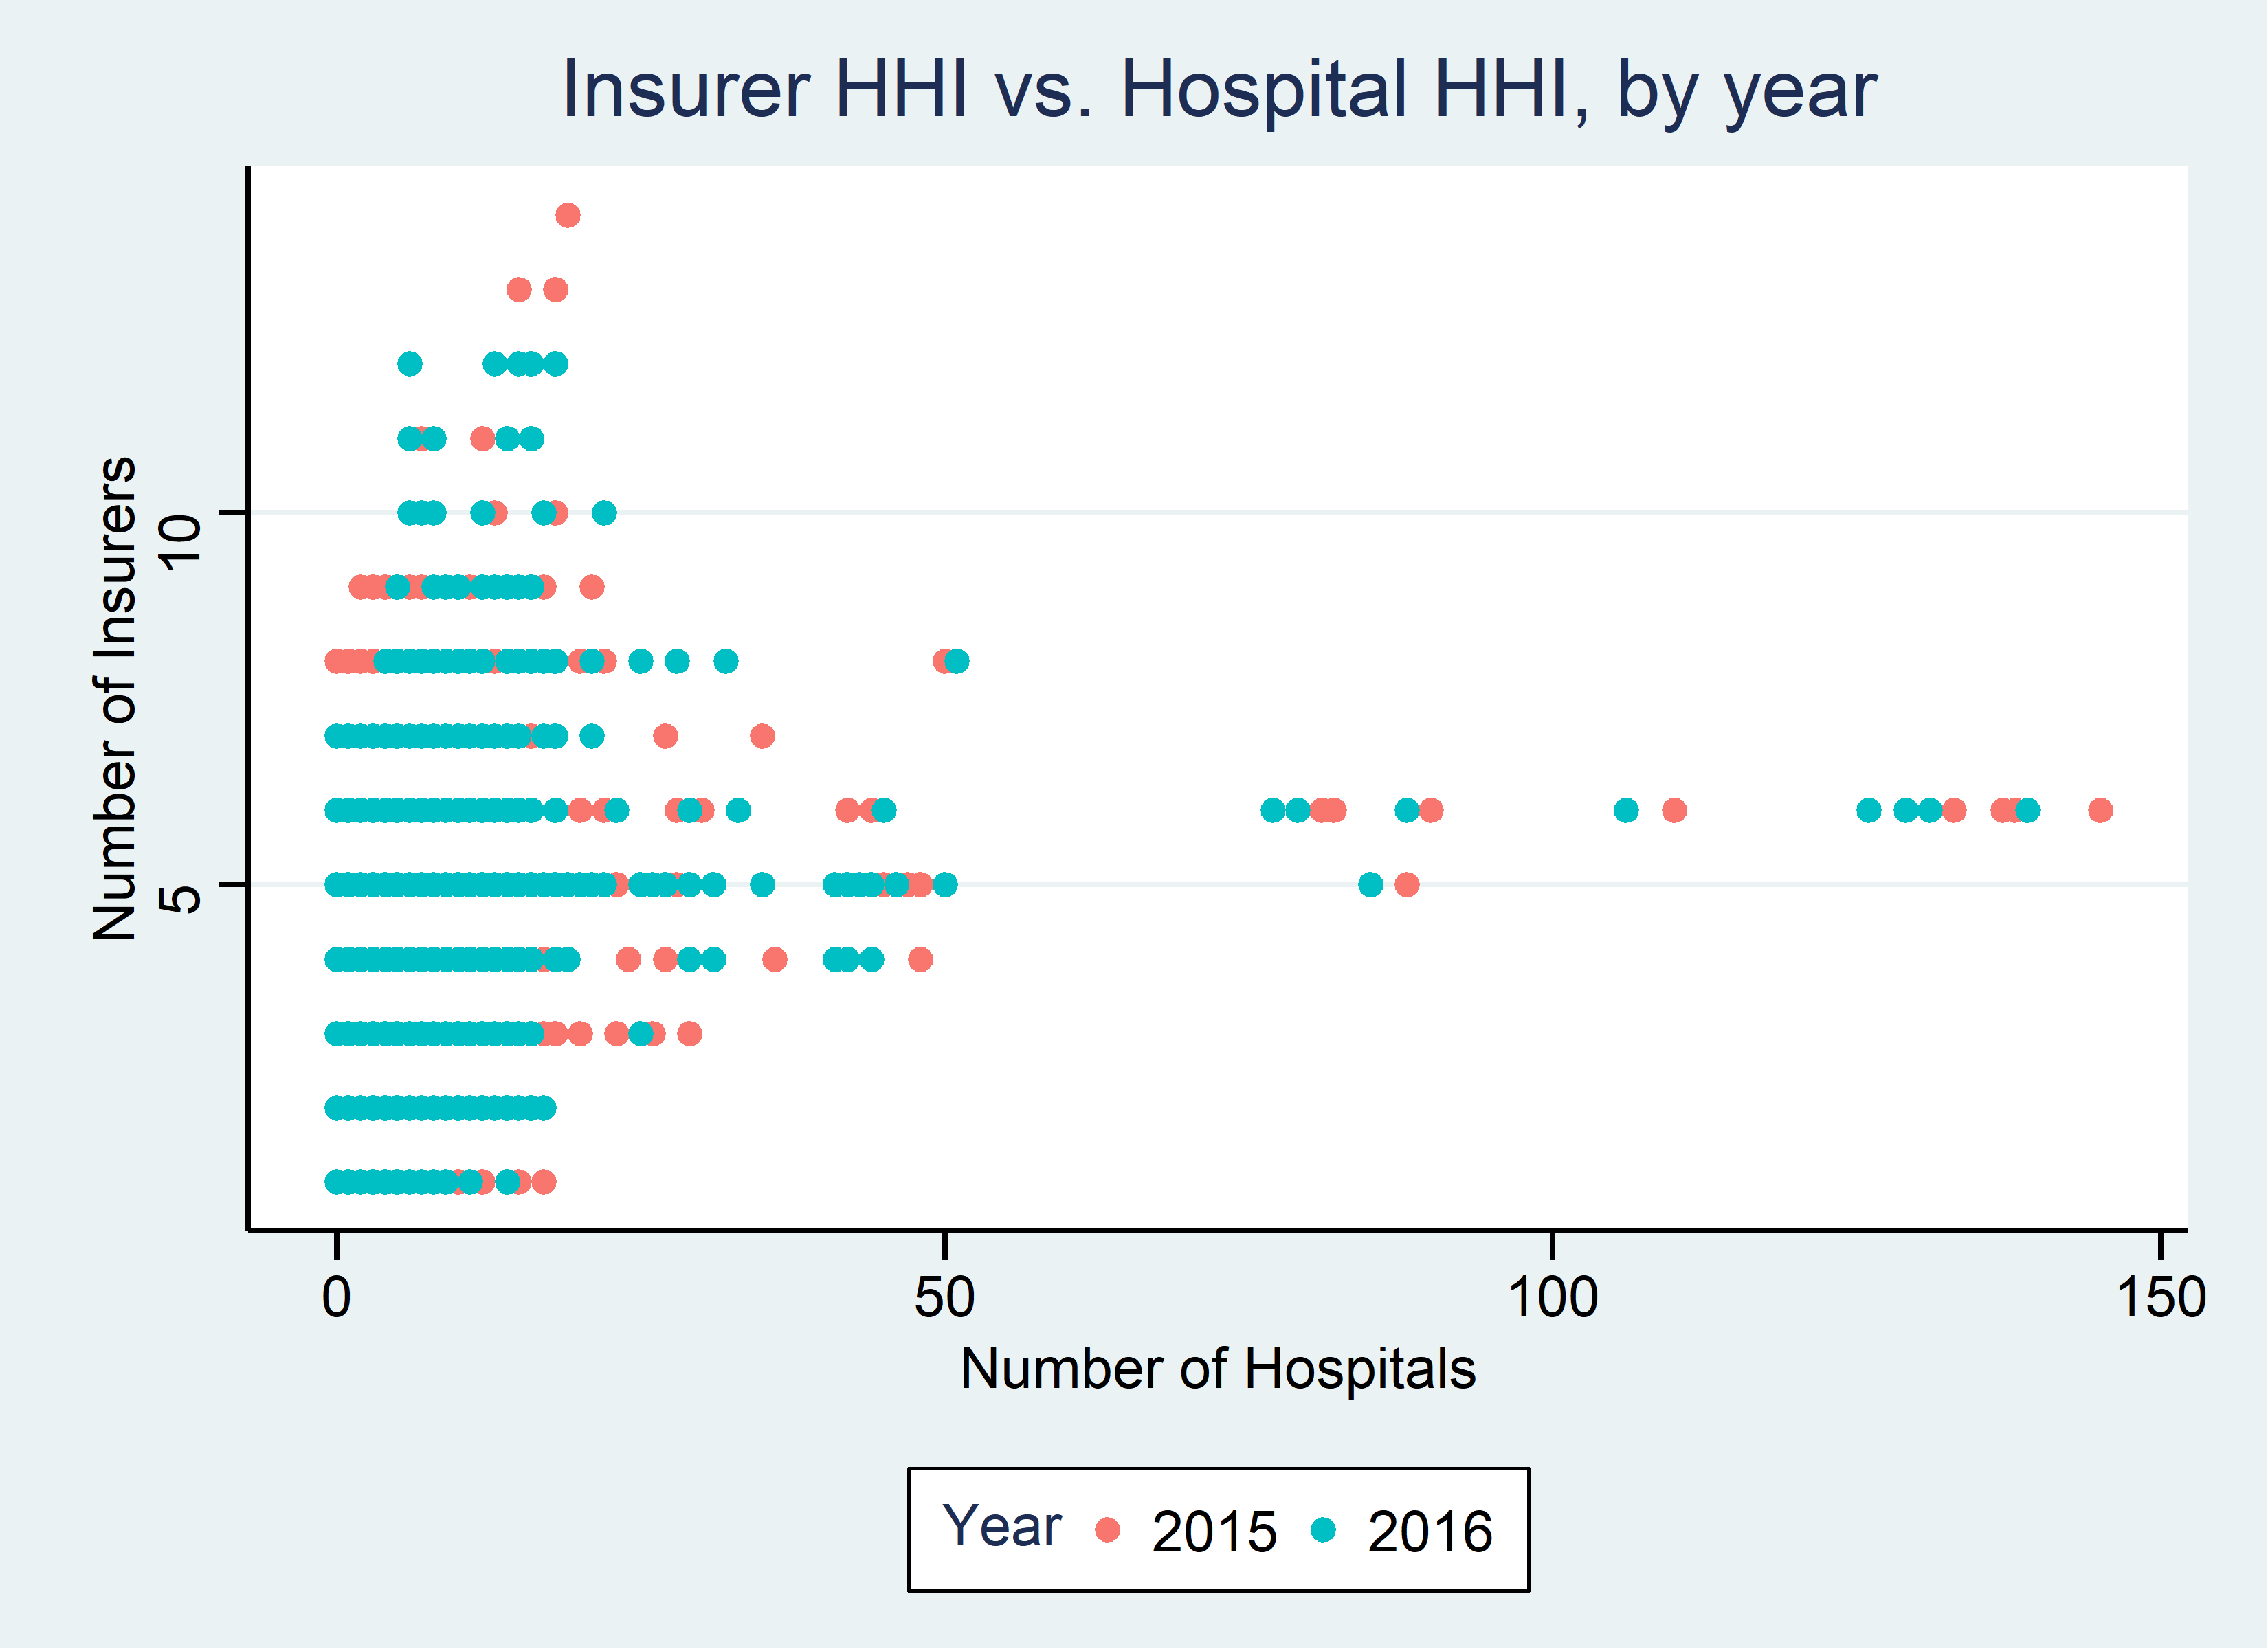 Insurer HHI vs. Hospital HHI, by year
Number of Insurers
10
5
0 50 100 150
Number of Hospitals
Year 2015 2016